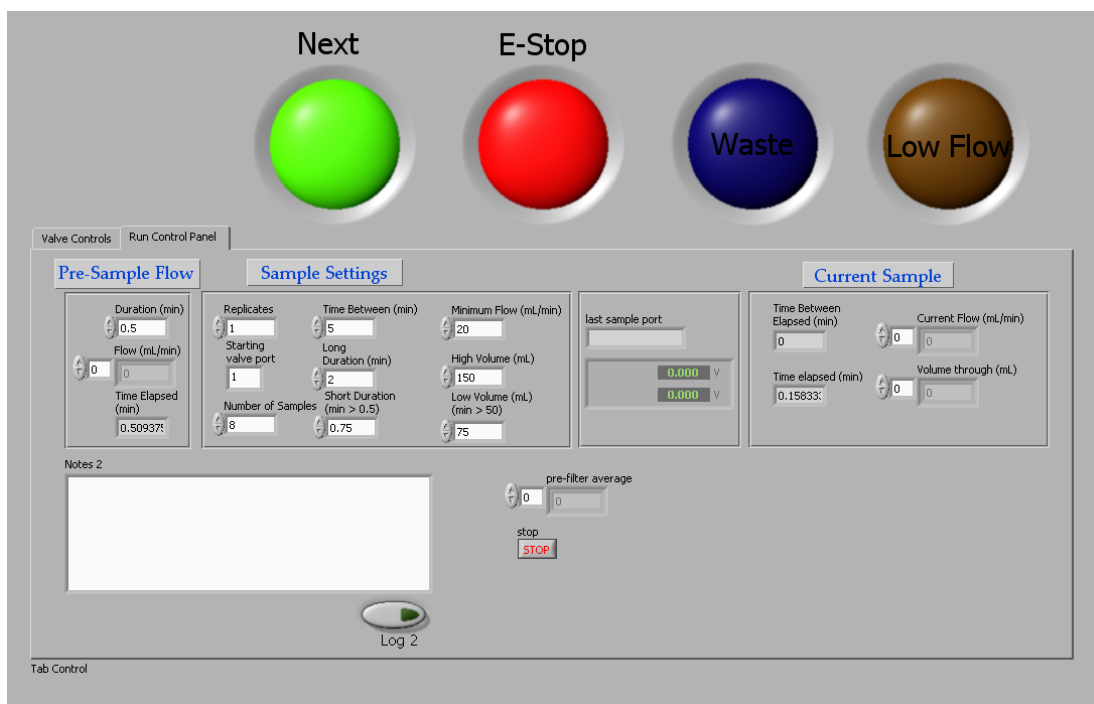 Next
E-Stop
Waste
Low Flow
Valve Controls
Run Control Panel
Pre-Sample Flow
Sample Settings
Current Sample
Duration (min)
0.5
Flow (mL/min)
0
0
Time Elapsed
(min)
0.509375
Replicates
1
Starting
valve port
1
Number of Samples
8
Time Between (min)
5
Long
Duration (min)
2
Short Duration
(min > 0.5)
0.75
Minimum Flow (mL/min)
20
High Volume (mL)
150
Low Volume (mL)
(min > 50)
75
last sample port
0.000 V
0.000 V
Time Between
Elapsed (min)
0
Time elapsed (min)
0.15833
Current Flow (mL/min)
0
0
Volume through (mL)
0
0
Notes 2
pre-filter average
0
0
stop
STOP
Log 2
Tab Control